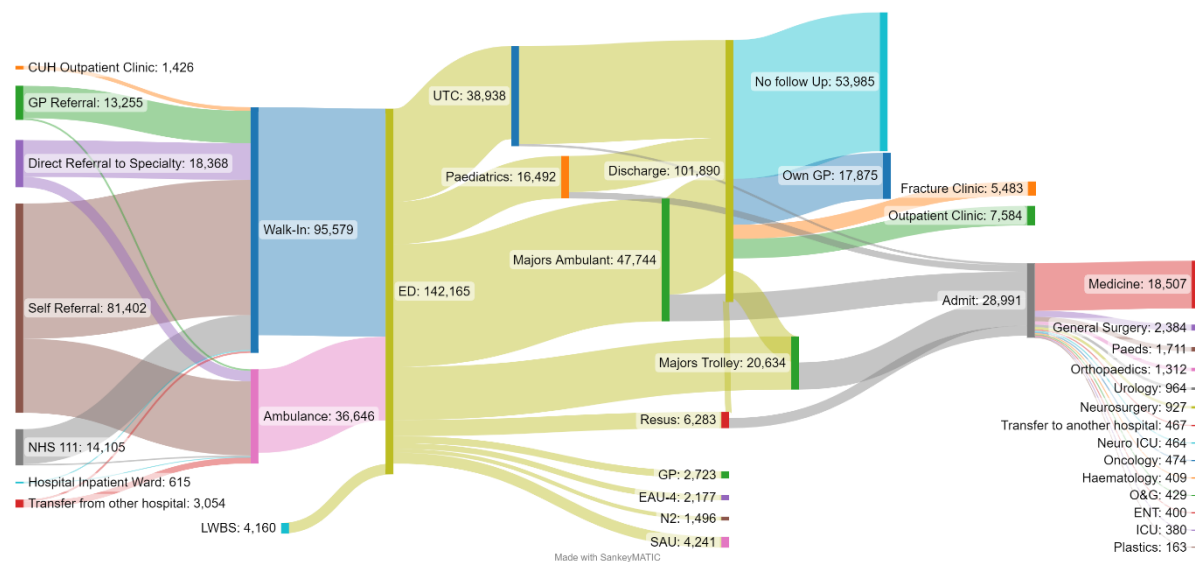 CUH Outpatient Clinic: 1,426
GP Referral: 13,255
Direct Referral to Specialty: 18,368
Self Referral: 81,402
NHS 111: 14,105
Hospital Inpatient Ward: 615
Transfer from other hospital: 3,054
Walk-In: 95,579
Ambulance: 36,646
LWBS: 4,160
ED: 142,165
UTC: 38,938
Paediatrics: 16,492
Majors Ambulant: 47,744
Majors Trolley: 20,634
Resus: 6,283
GP: 2,723
EAU-4: 2,177
N2: 1,496
SAU: 4,241
Discharge: 101,890
No follow Up: 53,985
Own GP: 17,875
Fracture Clinic: 5,483
Outpatient Clinic: 7,584
Admit: 28,991
Medicine: 18,507
General Surgery: 2,384
Paeds: 1,711
Orthopaedics: 1,312
Urology: 964
Neurosurgery: 927
Transfer to another hospital: 467
Neuro ICU: 464
Oncology: 474
Haematology: 409
O&G: 429
ENT: 400
ICU: 380
Plastics: 163
Made with SankeyMATIC